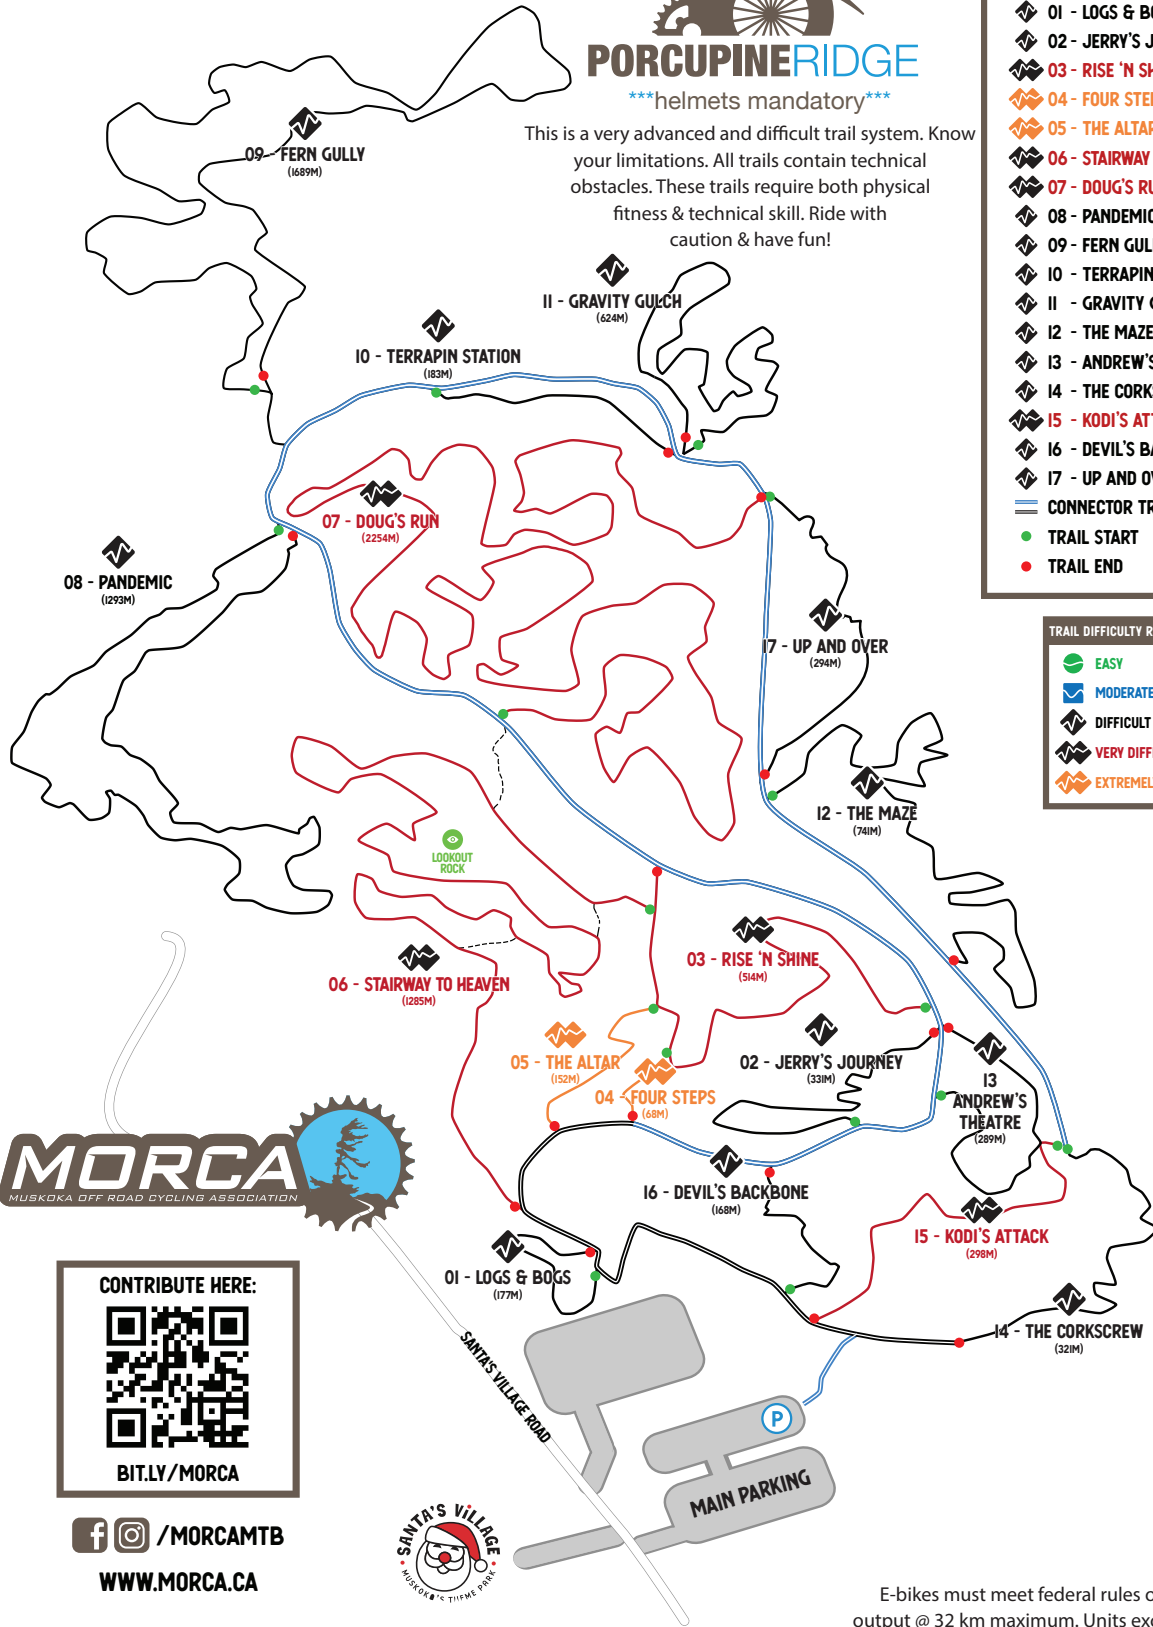 PORCUPINERIDGE
***helmets mandatory***
This is a very advanced and difficult trail system. Know
your limitations. All trails contain technical
obstacles. These trails require both physical
fitness & technical skill. Ride with
caution & have fun!
01 - LOGS & BO
02 - JERRY'S J
03 - RISE 'N SH
04 - FOUR STE
05 - THE ALTAR
06 - STAIRWAY
07 - DOUG'S RU
08 - PANDEMIC
09 - FERN GUL
10 - TERRAPIN
11 - GRAVITY G
12 - THE MAZE
13 - ANDREW'S
14 - THE CORK
15 - KODI'S ATT
16 - DEVIL'S BA
17 - UP AND OV
CONNECTOR TR
TRAIL START
TRAIL END
TRAIL DIFFICULTY R
EASY
MODERATE
DIFFICULT
VERY DIFF
EXTREMEL
09 - FERN GULLY
(1689M)
11 - GRAVITY GULCH
(624M)
10 - TERRAPIN STATION
(183M)
07 - DOUG'S RUN
(2254M)
08 - PANDEMIC
(1293M)
17 - UP AND OVER
(294M)
12 - THE MAZE
(741M)
LOOKOUT
ROCK
03 - RISE 'N SHINE
(514M)
06 - STAIRWAY TO HEAVEN
(1285M)
05 - THE ALTAR
(152M)
02 - JERRY'S JOURNEY
(331M)
04 - FOUR STEPS
(68M)
13
ANDREW'S
THEATRE
(289M)
16 - DEVIL'S BACKBONE
(168M)
15 - KODI'S ATTACK
(298M)
01 - LOGS & BOGS
(177M)
14 - THE CORKSCREW
(321M)
MORCA
MUSKOKA OFF ROAD CYCLING ASSOCIATION
SANTA'S VILLAGE ROAD
P
MAIN PARKING
CONTRIBUTE HERE:
BIT.LY/MORCA
/MORCAMTB
WWW.MORCA.CA
SANTA'S VILLAGE
MUSKOKA'S THEME PARK
E-bikes must meet federal rules o
output @ 32 km maximum. Units exc